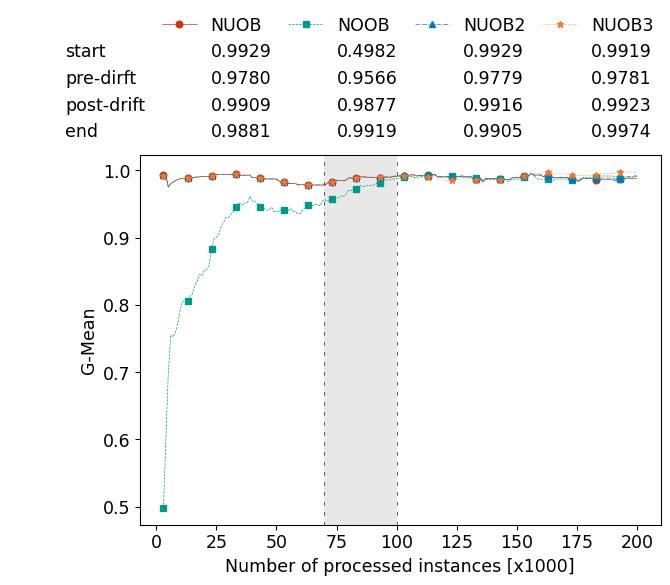 NUOB NOOB NUOB2 NUOB3
start 0.9929 0.4982 0.9929 0.9919
pre-dirft 0.9780 0.9566 0.9779 0.9781
post-drift 0.9909 0.9877 0.9916 0.9923
end 0.9881 0.9919 0.9905 0.9974
1.0
0.9
0.8
0.7
0.6
0.5
G-Mean
0 25 50 75 100 125 150 175 200
Number of processed instances [x1000]